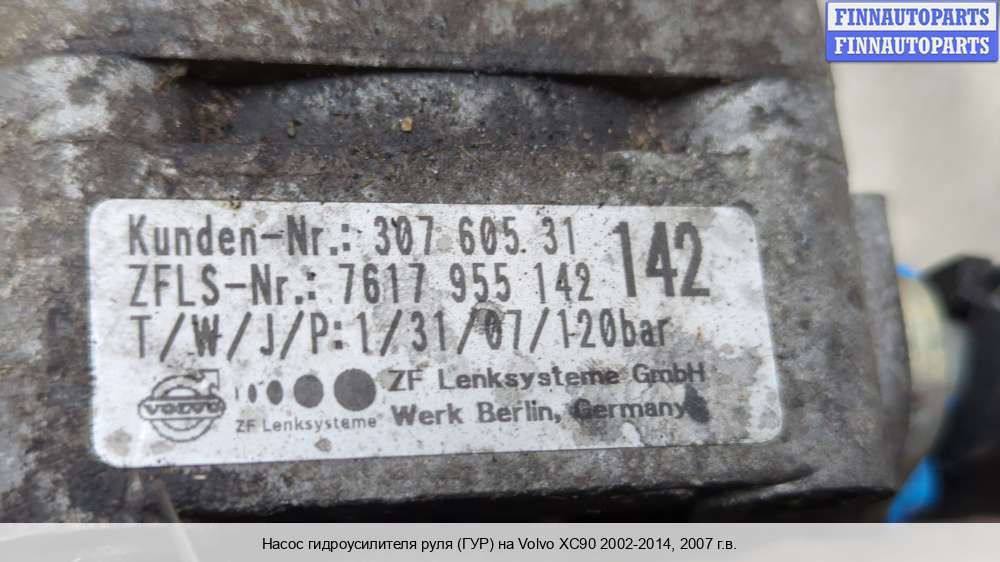 FINNAUTOPARTS
FINNAUTOPARTS
Kunden-Nr.: 307 605 31 142
ZFLS-Nr.: 7617 955 142
T/W/J/P:1/31/07/120bar
VOLVO
ZF Lenksysteme
ZF Lenksysteme GmbH
Werk Berlin, Germany
Насос гидроусилителя руля (ГУР) на Volvo XC90 2002-2014, 2007 г.в.